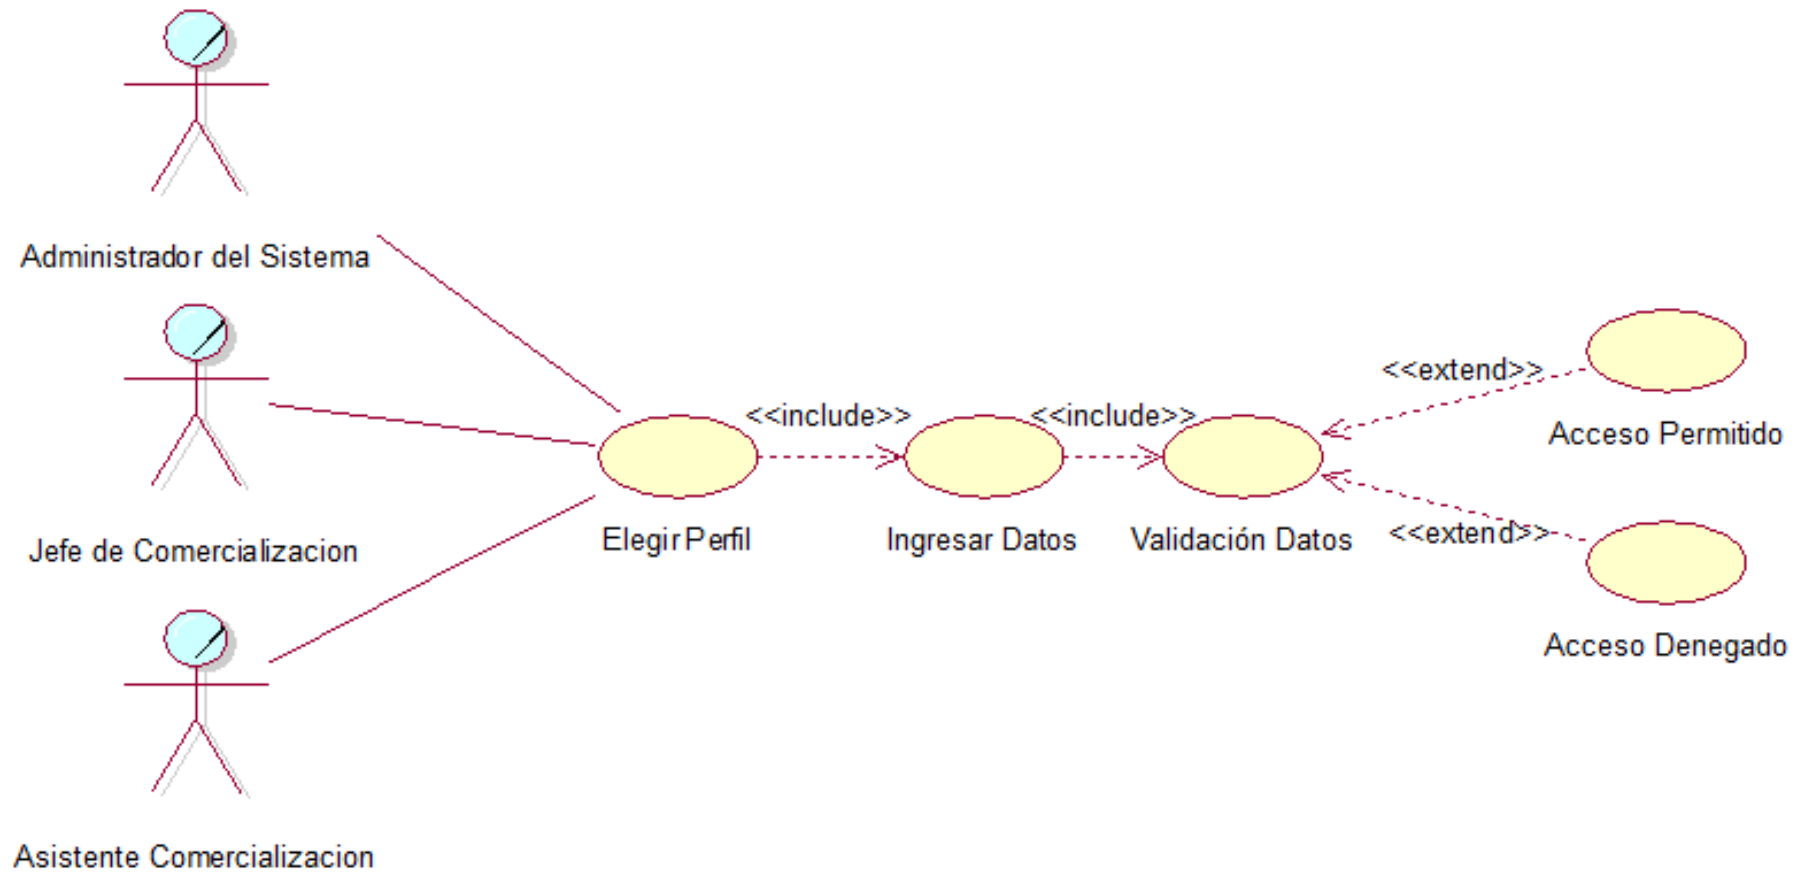 Administrador del Sistema
Jefe de Comercializacion
Asistente Comercializacion
<<include>>
<<include>>
Elegir Perfil
Ingresar Datos
Validación Datos
<<extend>>
Acceso Permitido
<<extend>>
Acceso Denegado